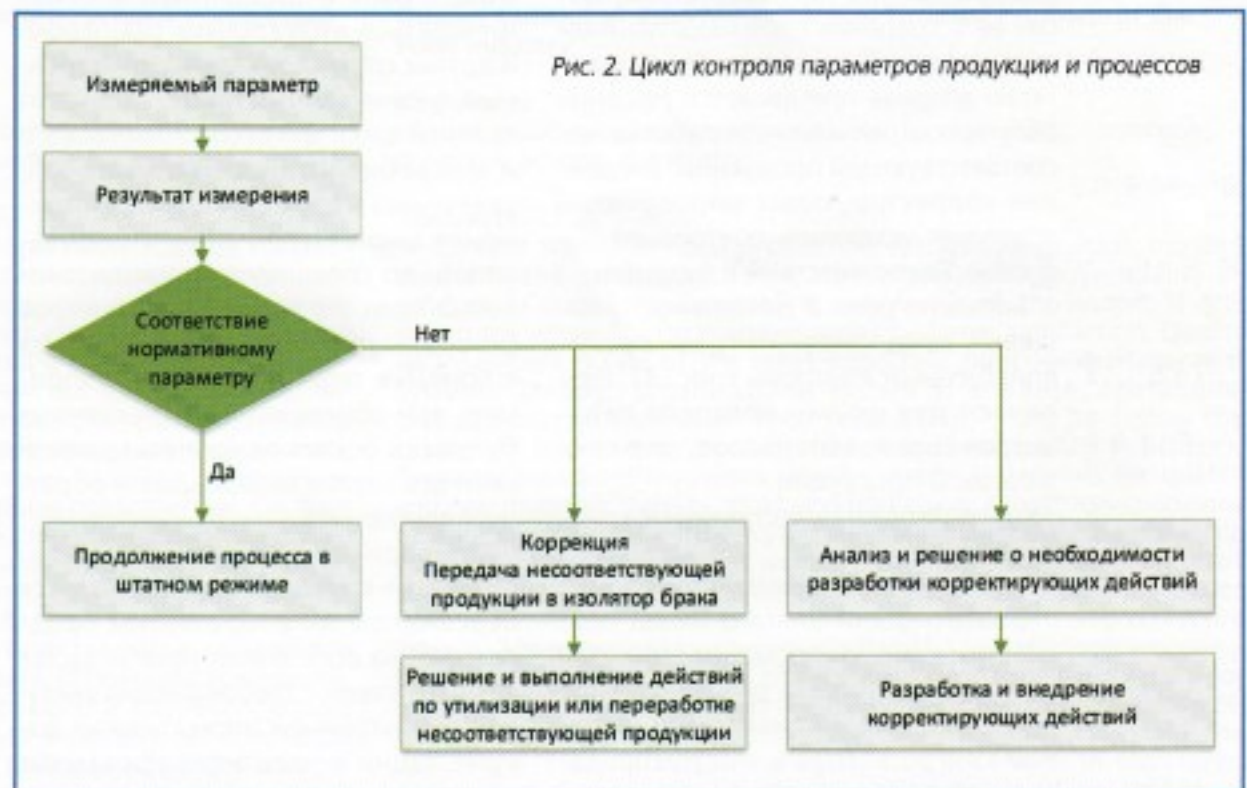 Рис. 2. Цикл контроля параметров продукции и процессов
Измеряемый параметр
Результат измерения
Соответствие
нормативному
параметру
Нет
Да
Продолжение процесса в
штатном режиме
Коррекция
Передача несоответствующей
продукции в изолятор брака
Анализ и решение о необходимости
разработки корректирующих действий
Решение и выполнение действий
по утилизации или переработке
несоответствующей продукции
Разработка и внедрение
корректирующих действий